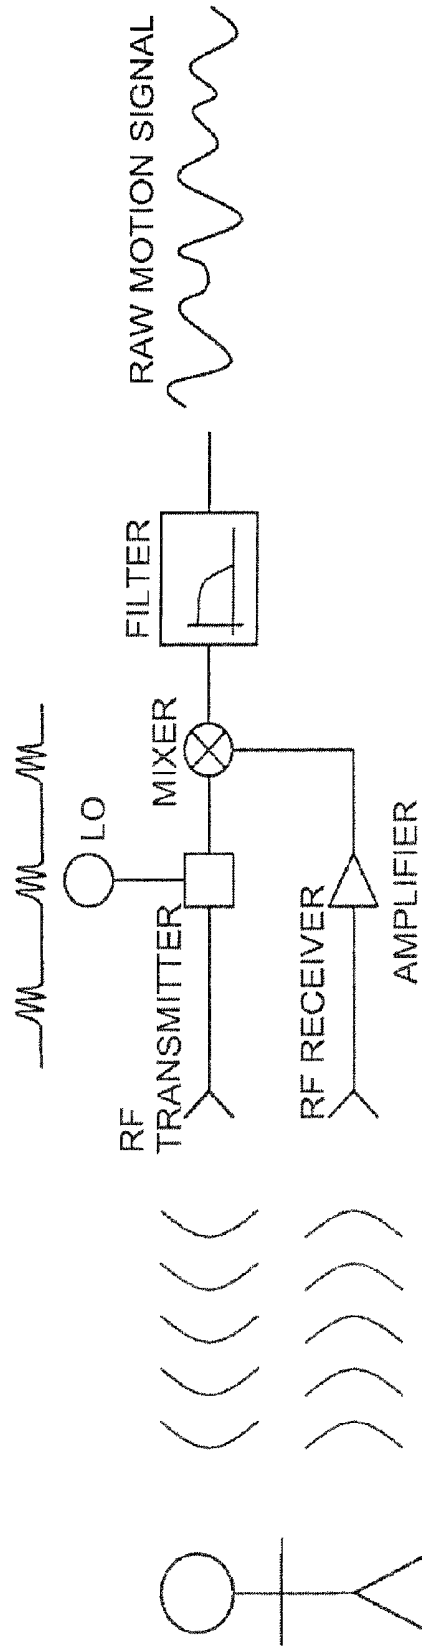 RF
TRANSMITTER
LO
MIXER
FILTER
RAW MOTION SIGNAL
RF RECEIVER
AMPLIFIER